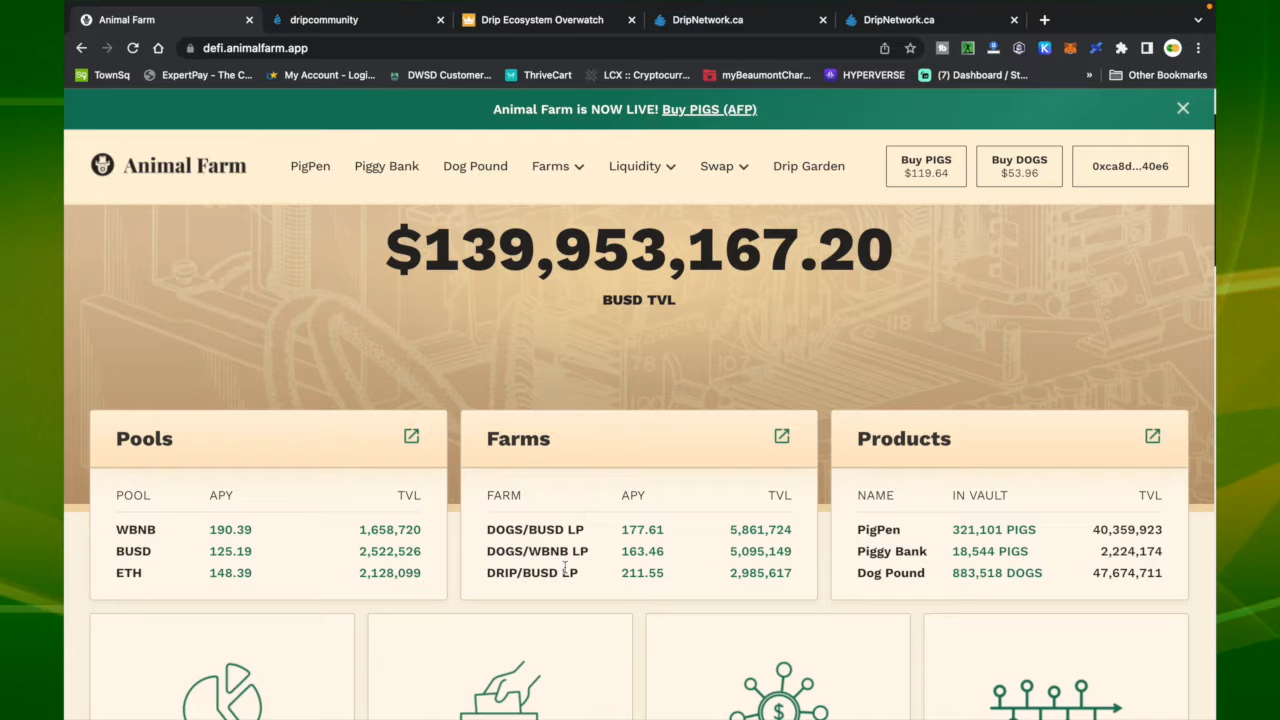 Animal Farm
dripcommunity
Drip Ecosystem Overwatch
DripNetwork.ca
DripNetwork.ca
defi.animalfarm.app
TownSq
ExpertPay - The C...
My Account - Logi...
DWSD Customer...
ThriveCart
LCX :: Cryptocurr...
myBeaumontChar...
HYPERVERSE
(7) Dashboard / St...
»
Other Bookmarks
Animal Farm is NOW LIVE! Buy PIGS (AFP)
Animal Farm
PigPen
Piggy Bank
Dog Pound
Farms
Liquidity
Swap
Drip Garden
Buy PIGS
$119.64
Buy DOGS
$53.96
0xca8d...40e6
$139,953,167.20
BUSD TVL
Pools
POOL APY TVL
WBNB 190.39 1,658,720
BUSD 125.19 2,522,526
ETH 148.39 2,128,099
Farms
FARM APY TVL
DOGS/BUSD LP 177.61 5,861,724
DOGS/WBNB LP 163.46 5,095,149
DRIP/BUSD LP 211.55 2,985,617
Products
NAME IN VAULT TVL
PigPen 321,101 PIGS 40,359,923
Piggy Bank 18,544 PIGS 2,224,174
Dog Pound 883,518 DOGS 47,674,711
$